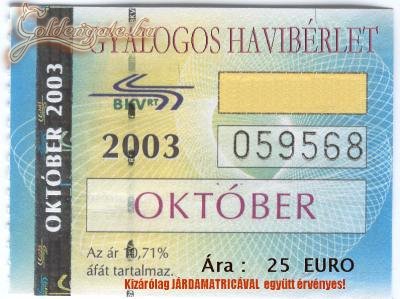 Goldengate.hu
GYALOGOS HAVIBÉRLET
OKTÓBER 2003
BKV RT
2003
059568
OKTÓBER
Az ár 10,71%
áfát tartalmaz.
Ára : 25 EURO
Kizárólag JÁRDAMATRICÁVAL együtt érvényes!